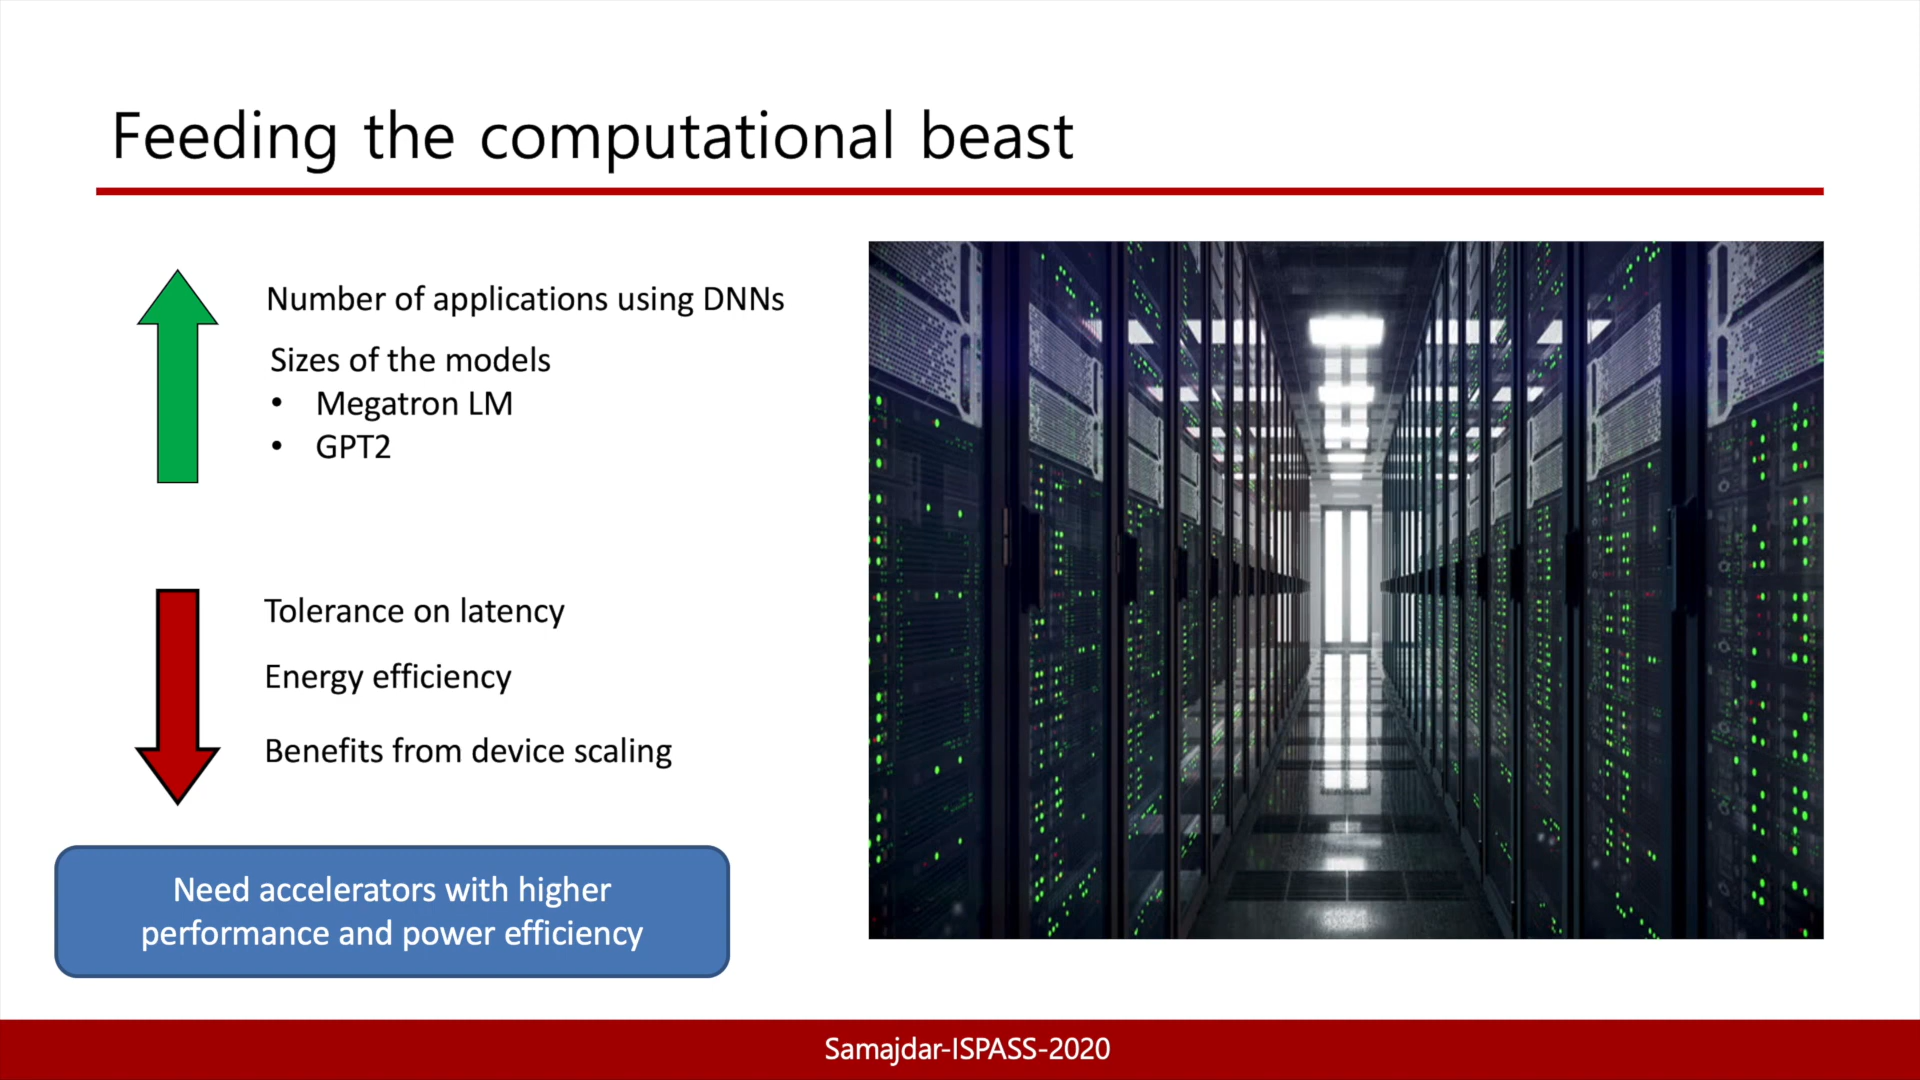 Feeding the computational beast
Number of applications using DNNs
Sizes of the models
• Megatron LM
• GPT2
Tolerance on latency
Energy efficiency
Benefits from device scaling
Need accelerators with higher
performance and power efficiency
Samajdar-ISPASS-2020